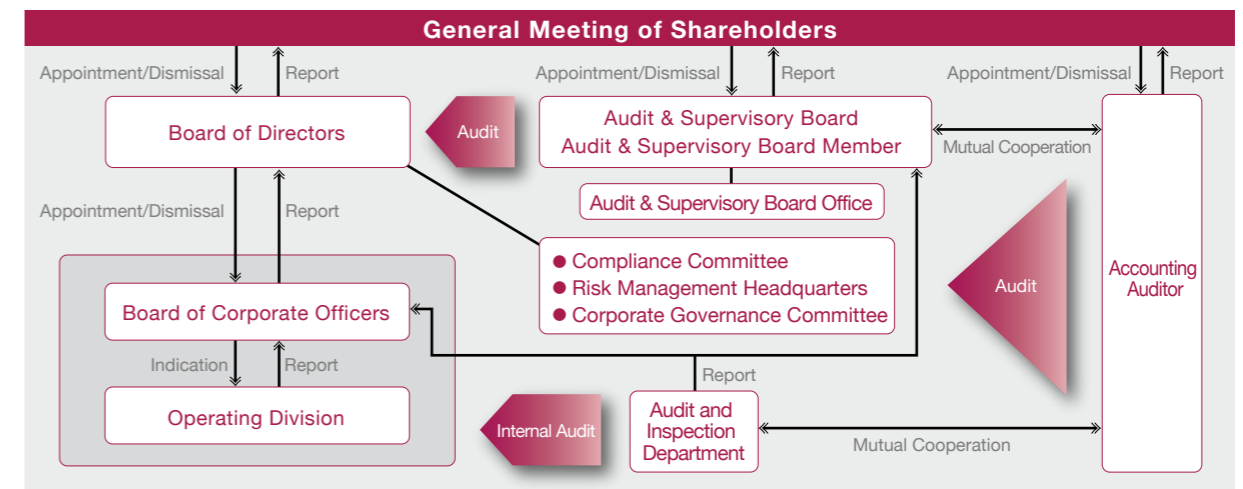 General Meeting of Shareholders
Appointment/Dismissal
Report
Appointment/Dismissal
Report
Appointment/Dismissal
Report
Board of Directors
Audit
Audit & Supervisory Board
Audit & Supervisory Board Member
Mutual Cooperation
Audit & Supervisory Board Office
Appointment/Dismissal
Report
● Compliance Committee
● Risk Management Headquarters
● Corporate Governance Committee
Audit
Accounting
Auditor
Board of Corporate Officers
Indication
Report
Report
Operating Division
Internal Audit
Audit and
Inspection
Department
Mutual Cooperation